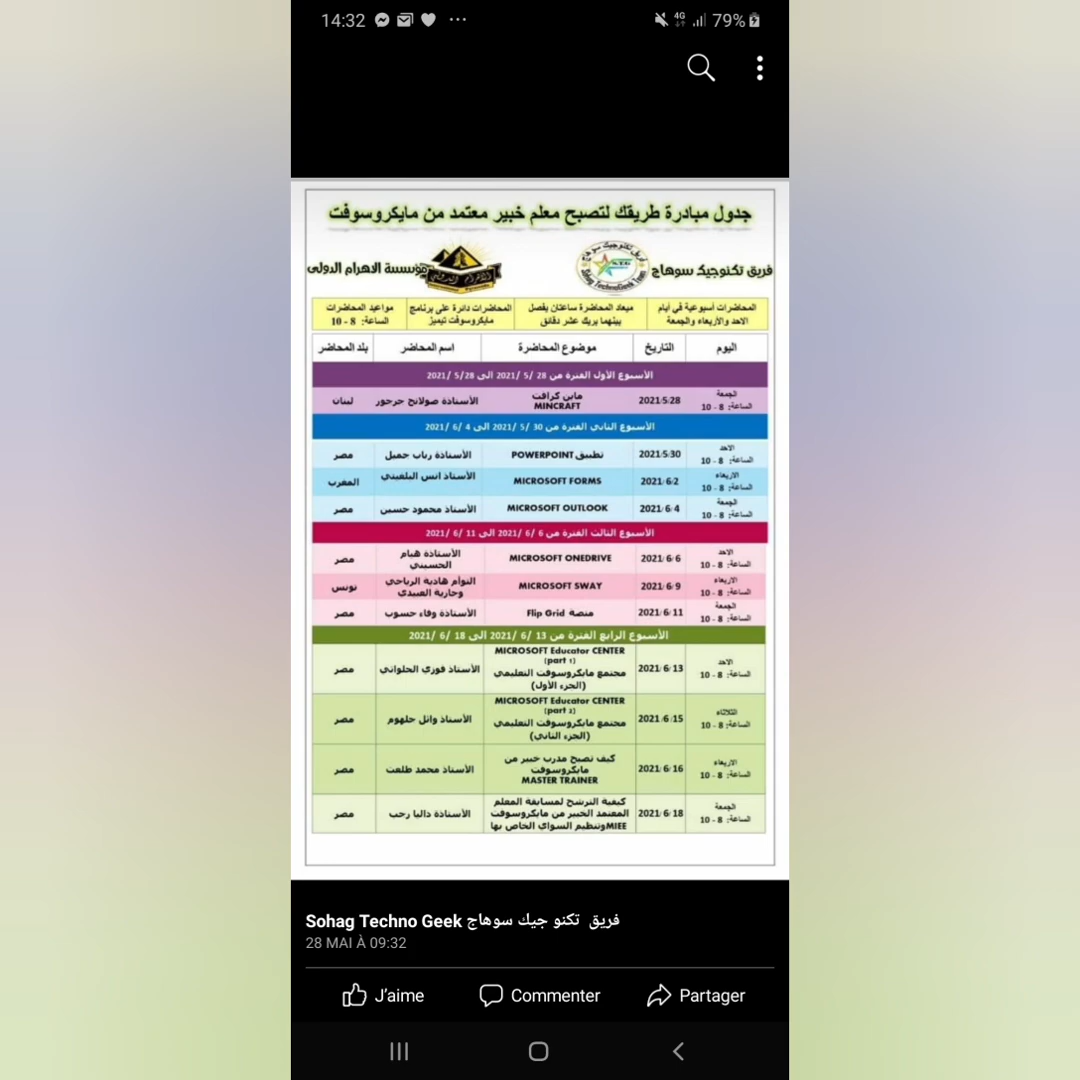 14:32
4G 79%
جدول مبادرة طريقك لتصبح معلم خبير معتمد من مايكروسوفت
فريق تكنوجيك سوهاج
مؤسسة الاهرام الدولى
المحاضرات أسبوعية في أيام الاحد والاربعاء والجمعة
ميعاد المحاضرة ساعتان يفصل بينهما بريك عشر دقائق
المحاضرات دائرة على برنامج مايكروسوفت تيميز
مواعيد المحاضرات الساعة: 8 - 10
اليوم التاريخ موضوع المحاضرة اسم المحاضر بلد المحاضر
الأسبوع الأول الفترة من 28 /5 /2021 الى 5/28 /2021
الجمعة الساعة: 8 - 10 2021/5/28 ماين كرافت MINCRAFT الأستاذة صولانج حرحور لبنان
الأسبوع الثاني الفترة من 30 /5 /2021 الى 4 /6 /2021
الاحد الساعة: 8 - 10 2021/5/30 تطبيق POWERPOINT الأستاذة رباب جميل مصر
الاربعاء الساعة: 8 - 10 2021/6/2 MICROSOFT FORMS الأستاذ انس البلغيتي المغرب
الجمعة الساعة: 8 - 10 2021/6/4 MICROSOFT OUTLOOK الأستاذ محمود حسين مصر
الأسبوع الثالث الفترة من 6 /6 /2021 الى 11 /6 /2021
الاحد الساعة: 8 - 10 2021/6/6 MICROSOFT ONEDRIVE الأستاذة هيام الحسيني مصر
الاربعاء الساعة: 8 - 10 2021/6/9 MICROSOFT SWAY التوأم هادية الرياحي وحارية العبيدي تونس
الجمعة الساعة: 8 - 10 2021/6/11 منصة Flip Grid الأستاذة وفاء حسوب مصر
الأسبوع الرابع الفترة من 13 /6 /2021 الى 18 /6 /2021
الاحد الساعة: 8 - 10 2021/6/13 MICROSOFT Educator CENTER (part 1) مجتمع مايكروسوفت التعليمي (الجزء الأول) الأستاذ فوزي الحلواني مصر
الثلاثاء الساعة: 8 - 10 2021/6/15 MICROSOFT Educator CENTER (part 2) مجتمع مايكروسوفت التعليمي (الجزء الثاني) الأستاذ وائل حلهوم مصر
الاربعاء الساعة: 8 - 10 2021/6/16 كيف تصبح مدرب خبير من مايكروسوفت MASTER TRAINER الأستاذ محمد طلعت مصر
الجمعة الساعة: 8 - 10 2021/6/18 كيفية الترشح لمسابقة المعلم المعتمد الخبير من مايكروسوفت MIEE وتنظيم السواي الخاص بها الأستاذة داليا رجب مصر
Sohag Techno Geek فريق تكنو جيك سوهاج
28 MAI À 09:32
J'aime
Commenter
Partager